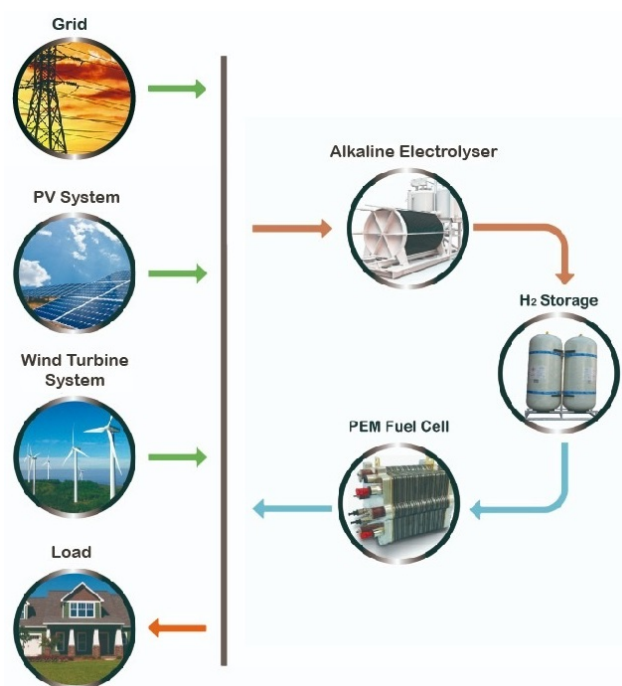 Grid
PV System
Wind Turbine
System
Load
Alkaline Electrolyser
H₂ Storage
PEM Fuel Cell